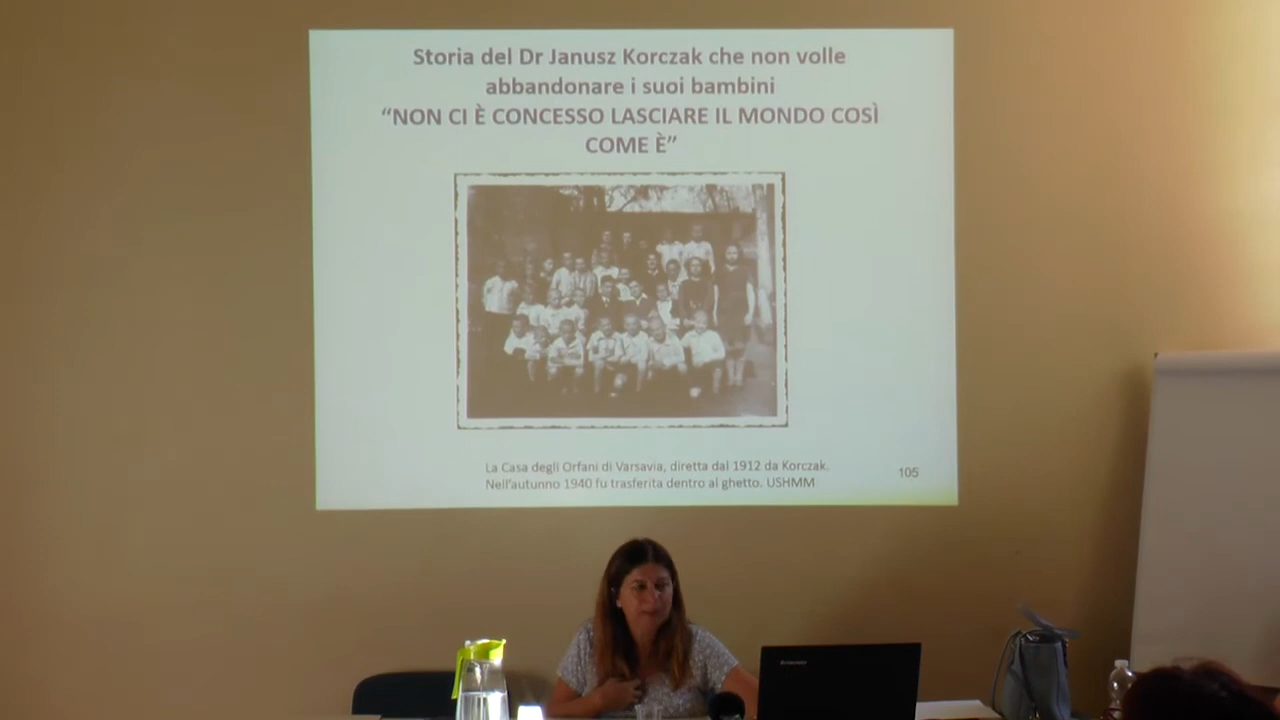 Storia del Dr Janusz Korczak che non volle
abbandonare i suoi bambini
“NON CI È CONCESSO LASCIARE IL MONDO COSÌ
COME È”
La Casa degli Orfani di Varsavia, diretta dal 1912 da Korczak.
Nell'autunno 1940 fu trasferita dentro al ghetto. USHMM
105
lenovo